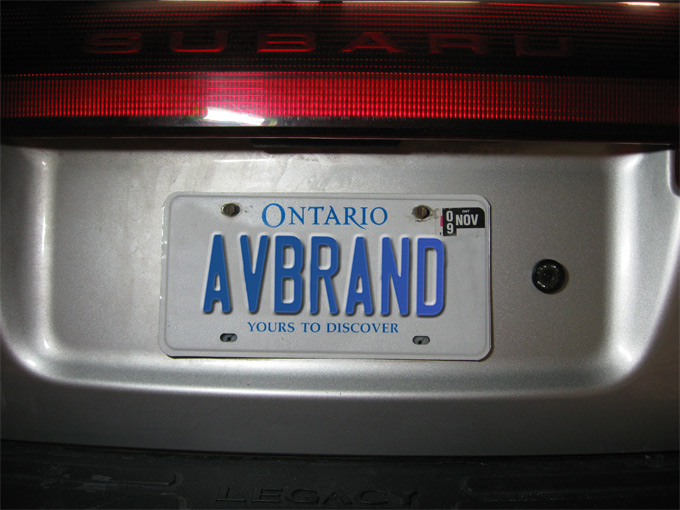 SUBARU
ONTARIO
09 NOV
AVBRAND
YOURS TO DISCOVER
LEGACY